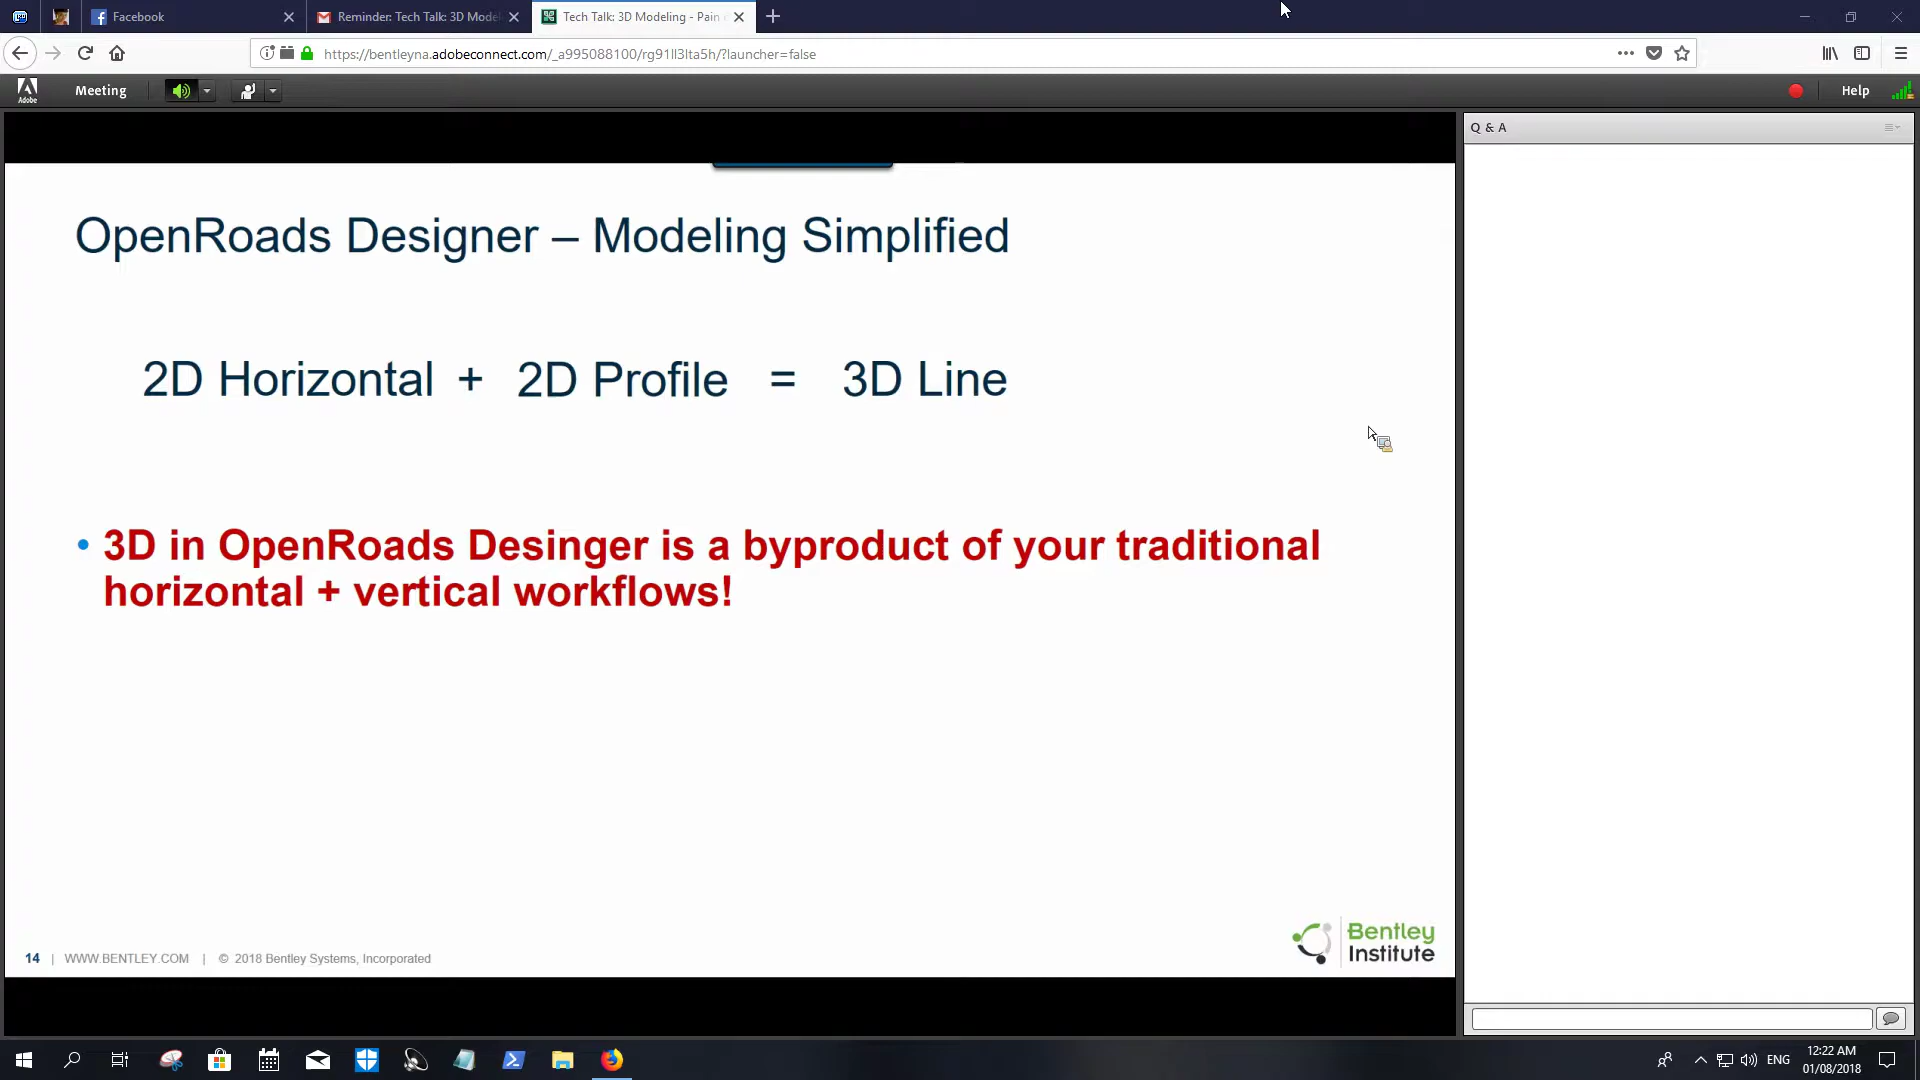 Facebook
Reminder: Tech Talk: 3D Mode
Tech Talk: 3D Modeling - Pain
https://bentleyna.adobeconnect.com/_a995088100/rg91ll3lta5h/?launcher=false
Adobe
Meeting
Help
Q & A
OpenRoads Designer – Modeling Simplified
2D Horizontal + 2D Profile = 3D Line
• 3D in OpenRoads Desinger is a byproduct of your traditional
horizontal + vertical workflows!
Bentley
Institute
14 | WWW.BENTLEY.COM | © 2018 Bentley Systems, Incorporated
ENG
12:22 AM
01/08/2018